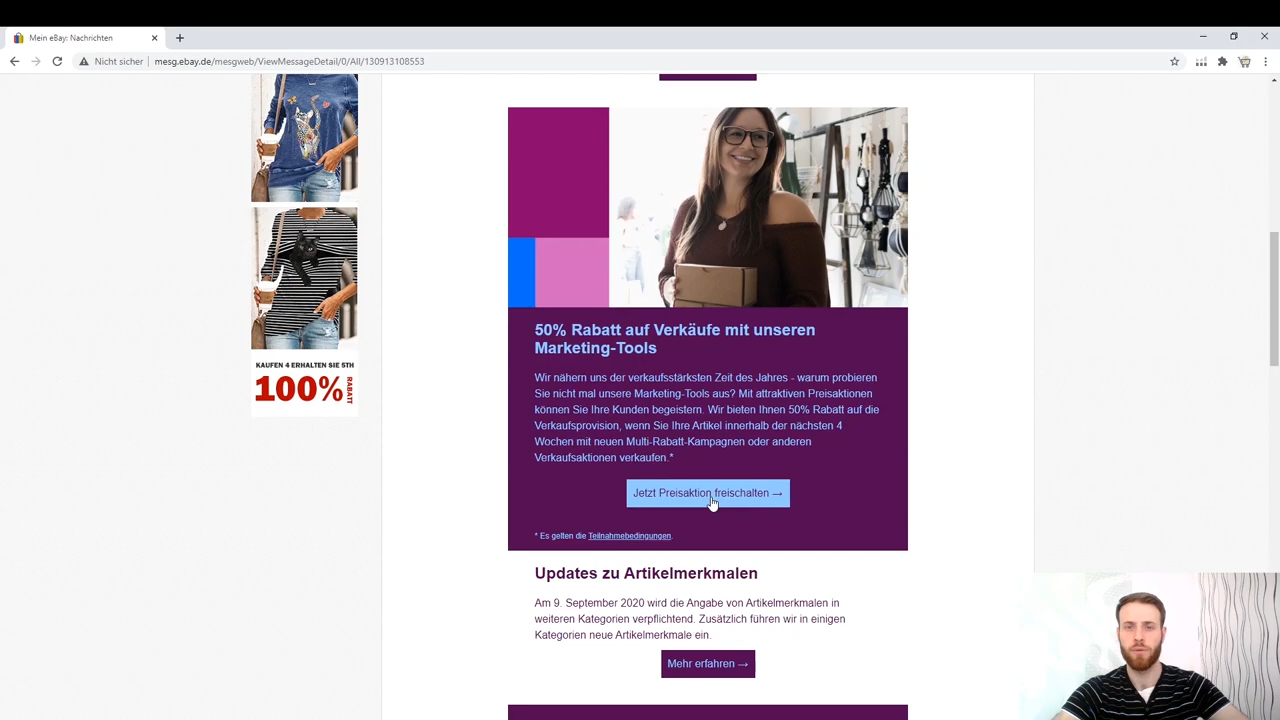 Mein eBay: Nachrichten
Nicht sicher
mesg.ebay.de/mesgweb/ViewMessageDetail/0/All/130913108553
KAUFEN 4 ERHALTEN SIE 5TH
100% RABATT
50% Rabatt auf Verkäufe mit unseren
Marketing-Tools
Wir nähern uns der verkaufsstärksten Zeit des Jahres - warum probieren
Sie nicht mal unsere Marketing-Tools aus? Mit attraktiven Preisaktionen
können Sie Ihre Kunden begeistern. Wir bieten Ihnen 50% Rabatt auf die
Verkaufsprovision, wenn Sie Ihre Artikel innerhalb der nächsten 4
Wochen mit neuen Multi-Rabatt-Kampagnen oder anderen
Verkaufsaktionen verkaufen.*
Jetzt Preisaktion freischalten →
* Es gelten die Teilnahmebedingungen.
Updates zu Artikelmerkmalen
Am 9. September 2020 wird die Angabe von Artikelmerkmalen in
weiteren Kategorien verpflichtend. Zusätzlich führen wir in einigen
Kategorien neue Artikelmerkmale ein.
Mehr erfahren →